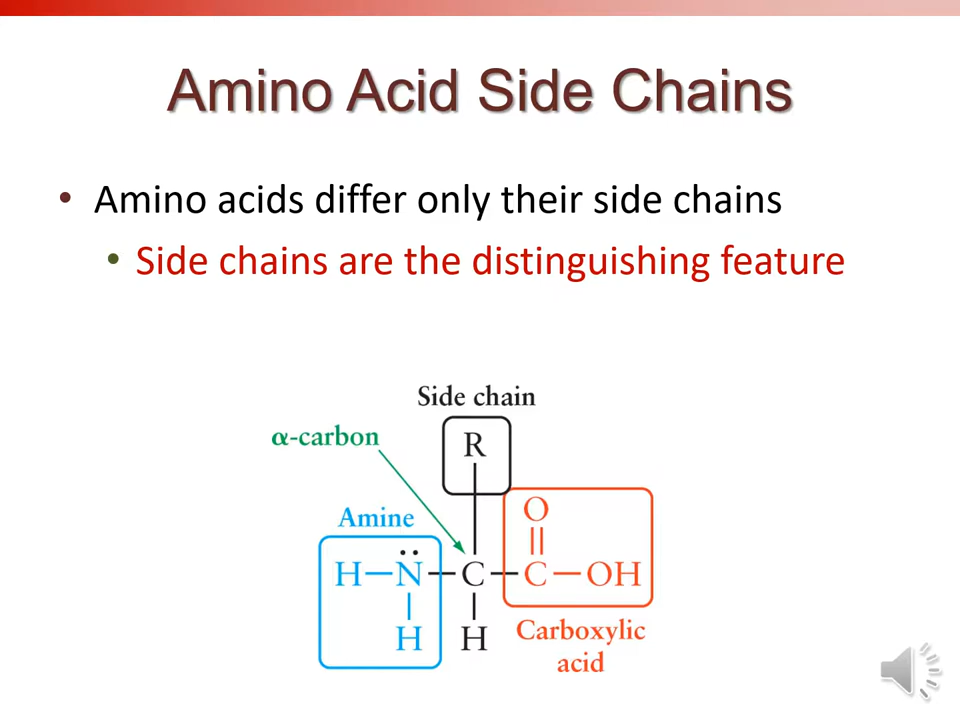 Amino Acid Side Chains
• Amino acids differ only their side chains
• Side chains are the distinguishing feature
Side chain
α-carbon
R
Amine
O
H N C C OH
H H
Carboxylic
acid